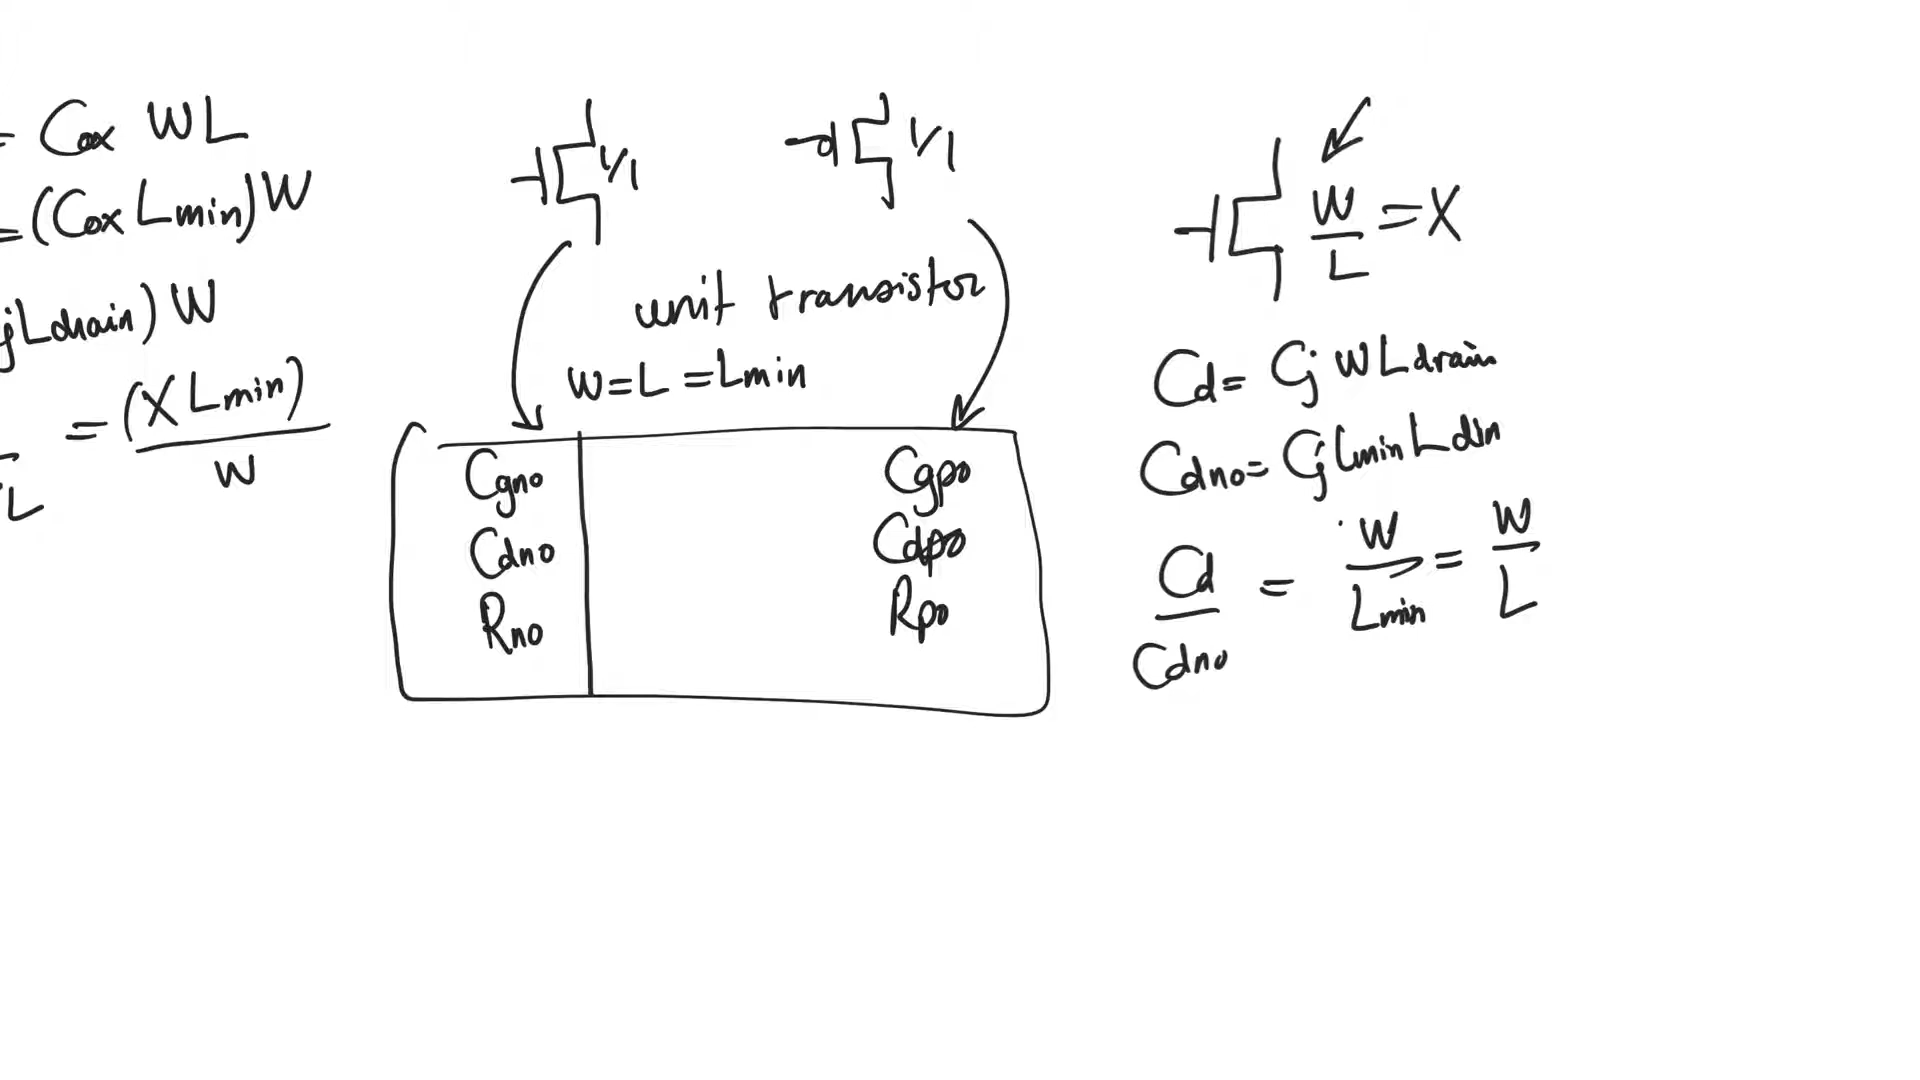 = Cox WL
= (Cox Lmin) W
jLdrain) W
= (X Lmin) / W
L
1/1
1/1
unit transistor
W = L = Lmin
Cgno Cgpo
Cdno Cdpo
Rno Rpo
W/L = X
Cd = Cj W Ldrain
Cdno = Cj Lmin Ldin
Cd/Cdno = W/Lmin = W/L